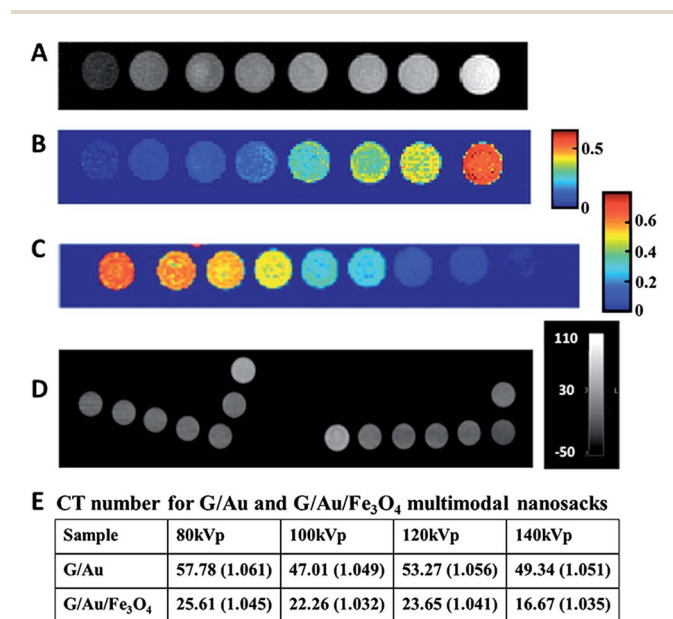 A
B
0.5
0
C
0.6
0.4
0.2
0
D
110
30
L
-50
E CT number for G/Au and G/Au/Fe₃O₄ multimodal nanosacks
Sample 80kVp 100kVp 120kVp 140kVp
G/Au 57.78 (1.061) 47.01 (1.049) 53.27 (1.056) 49.34 (1.051)
G/Au/Fe₃O₄ 25.61 (1.045) 22.26 (1.032) 23.65 (1.041) 16.67 (1.035)